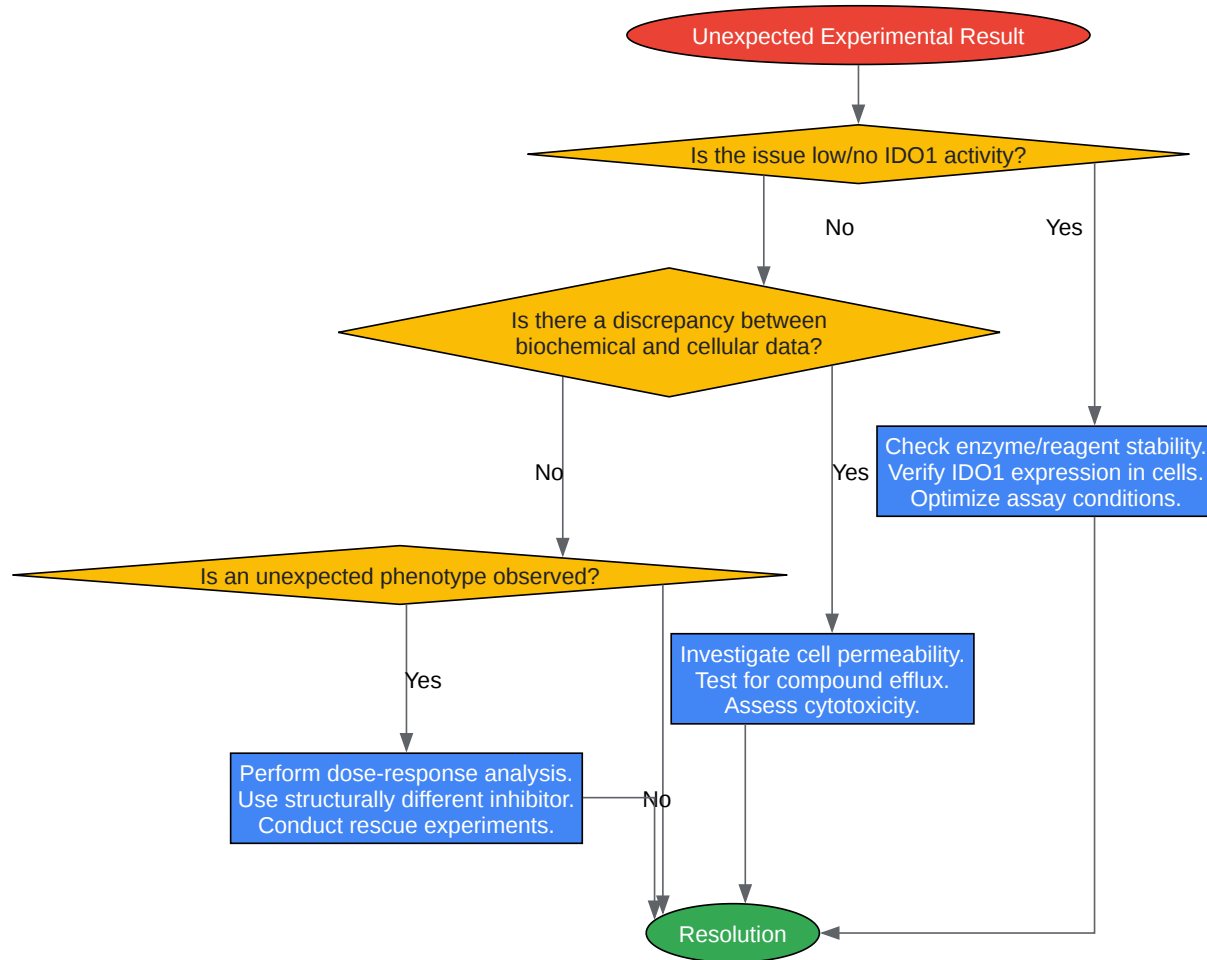 Unexpected Experimental Result
Is the issue low/no IDO1 activity?
No
Yes
Is there a discrepancy between
biochemical and cellular data?
Check enzyme/reagent stability.
Verify IDO1 expression in cells.
Optimize assay conditions.
No
Yes
Is an unexpected phenotype observed?
Investigate cell permeability.
Test for compound efflux.
Assess cytotoxicity.
Yes
Perform dose-response analysis.
Use structurally different inhibitor.
Conduct rescue experiments.
No
Resolution